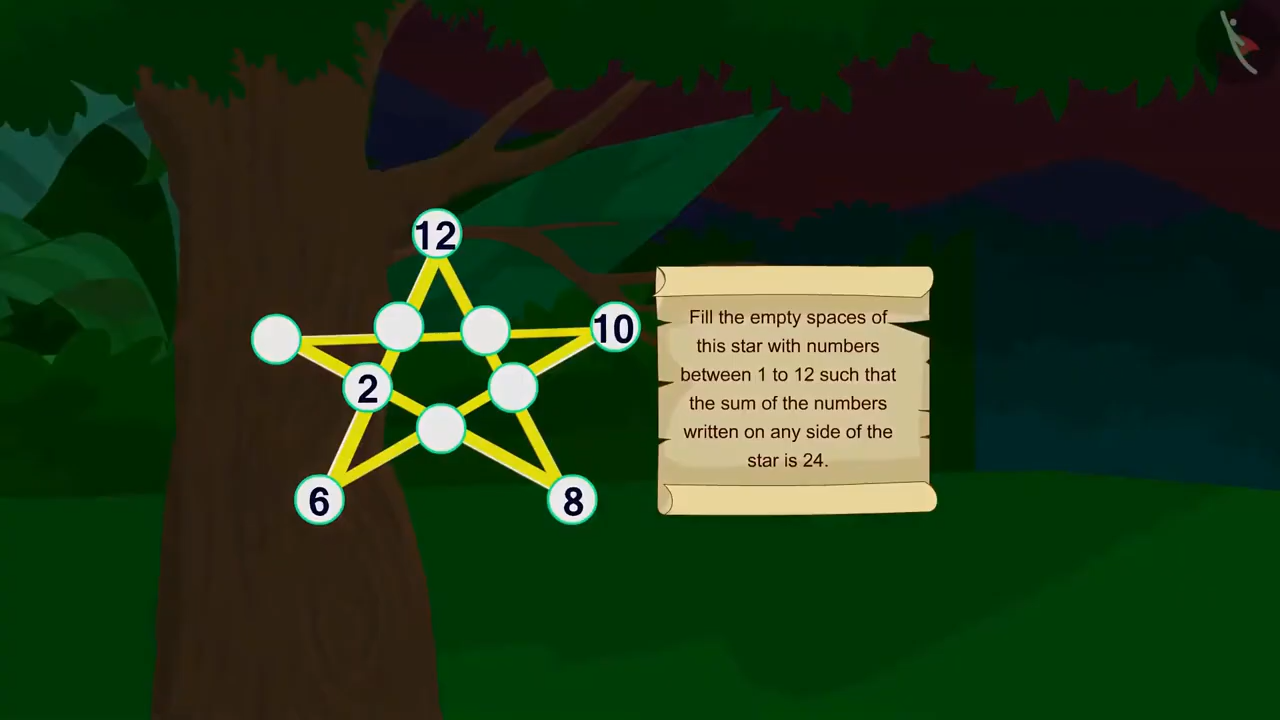 12
10
2
6
8
Fill the empty spaces of
this star with numbers
between 1 to 12 such that
the sum of the numbers
written on any side of the
star is 24.